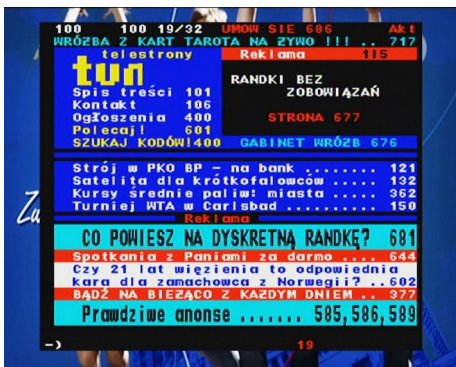 100 100 19/32 UMOW SIE 686 Akt
WRÓŻBA Z KART TAROTA NA ŻYWO !!! .. 717
telestrony
Reklama 115
tvn
RANDKI BEZ
ZOBOWIĄZAŃ
Spis treści 101
Kontakt 106
Ogłoszenia 400
STRONA 677
Polecaj! 601
SZUKAJ KODÓW!400
GABINET WRÓŻB 676
Strój w PKO BP – na bank ........ 121
Satelita dla krótkofalowców ..... 132
Kursy średnie paliw: miasta ..... 362
Turniej WTA w Carlsbad .......... 150
Reklama
CO POWIESZ NA DYSKRETNĄ RANDKĘ? 681
Spotkania z Paniami za darmo .... 644
Czy 21 lat więzienia to odpowiednia
kara dla zamachowca z Norwegii? ..602
BĄDŹ NA BIEŻĄCO Z KAŻDYM DNIEM .. 377
Prawdziwe anonse ....... 585,586,589
–) 19